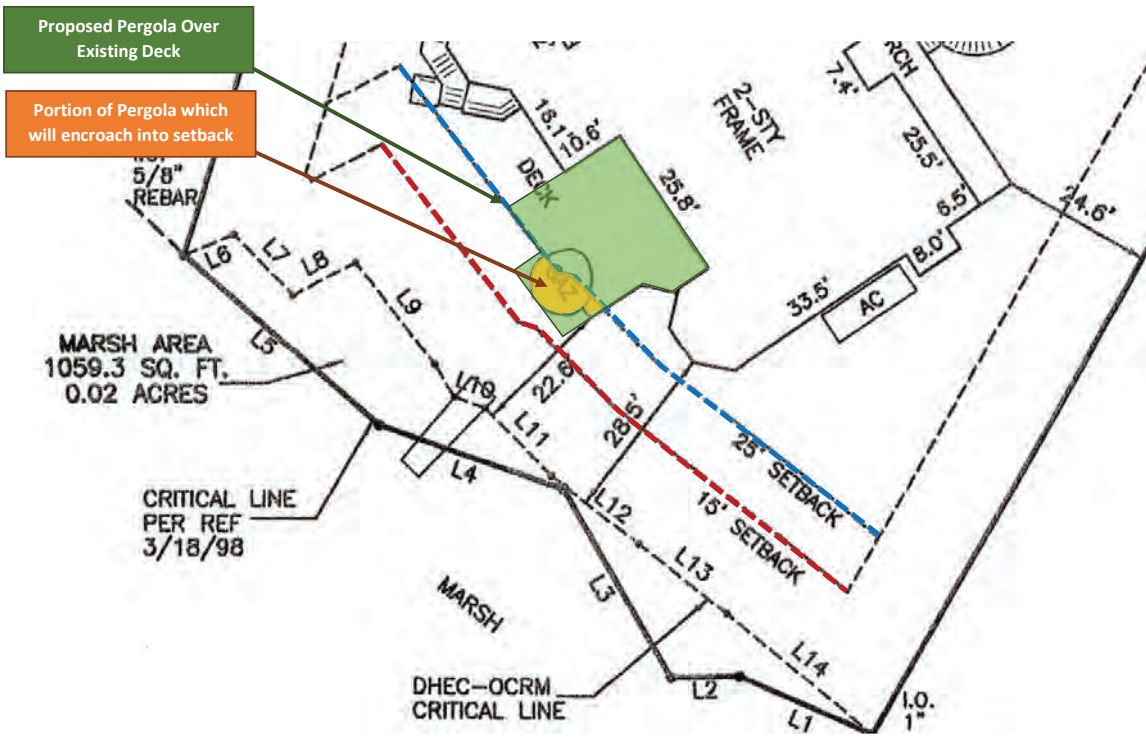 Proposed Pergola Over
Existing Deck
Portion of Pergola which
will encroach into setback
5/8"
REBAR
L6
L7
L8
L9
L5
MARSH AREA
1059.3 SQ. FT.
0.02 ACRES
L10
L11
L4
CRITICAL LINE
PER REF
3/18/98
DECK
16.1'
10.6'
25.8'
GAZ
22.6'
28.5'
2-STY
FRAME
7.4'
25.5'
6.5'
8.0'
24.6'
33.5'
AC
25' SETBACK
15' SETBACK
L12
L13
L14
L3
MARSH
L2
L1
DHEC-OCRM
CRITICAL LINE
I.O.
1"